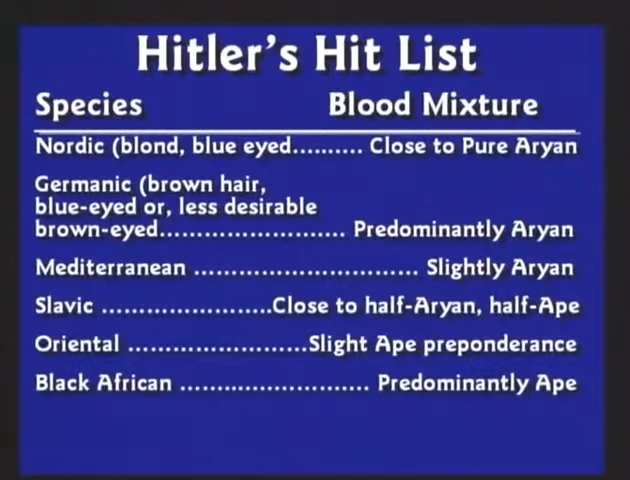 Hitler's Hit List
Species Blood Mixture
Nordic (blond, blue eyed.......... Close to Pure Aryan
Germanic (brown hair,
blue-eyed or, less desirable
brown-eyed......................... Predominantly Aryan
Mediterranean .............................. Slightly Aryan
Slavic .......................Close to half-Aryan, half-Ape
Oriental ........................Slight Ape preponderance
Black African .......................... Predominantly Ape